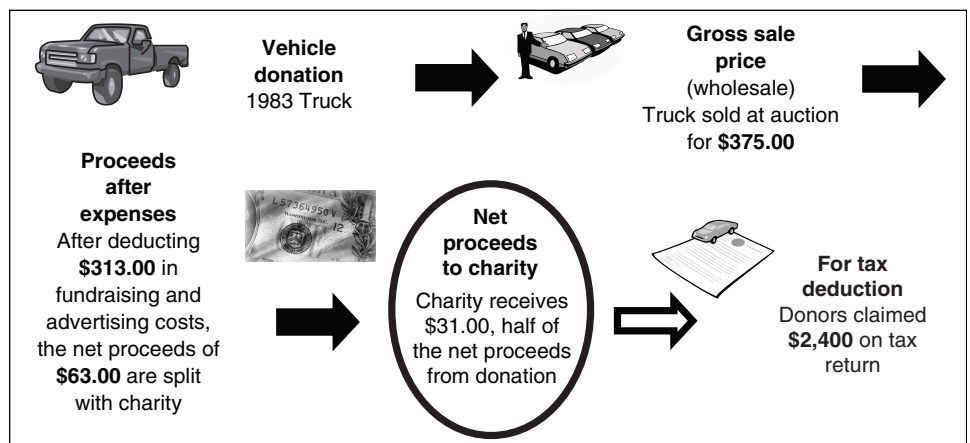 Vehicle
donation
1983 Truck
Gross sale
price
(wholesale)
Truck sold at auction
for $375.00
Proceeds
after
expenses
After deducting
$313.00 in
fundraising and
advertising costs,
the net proceeds of
$63.00 are split
with charity
L57364950V
WASHINGTON, D.C.
12
Net
proceeds
to charity
Charity receives
$31.00, half of
the net proceeds
from donation
For tax
deduction
Donors claimed
$2,400 on tax
return